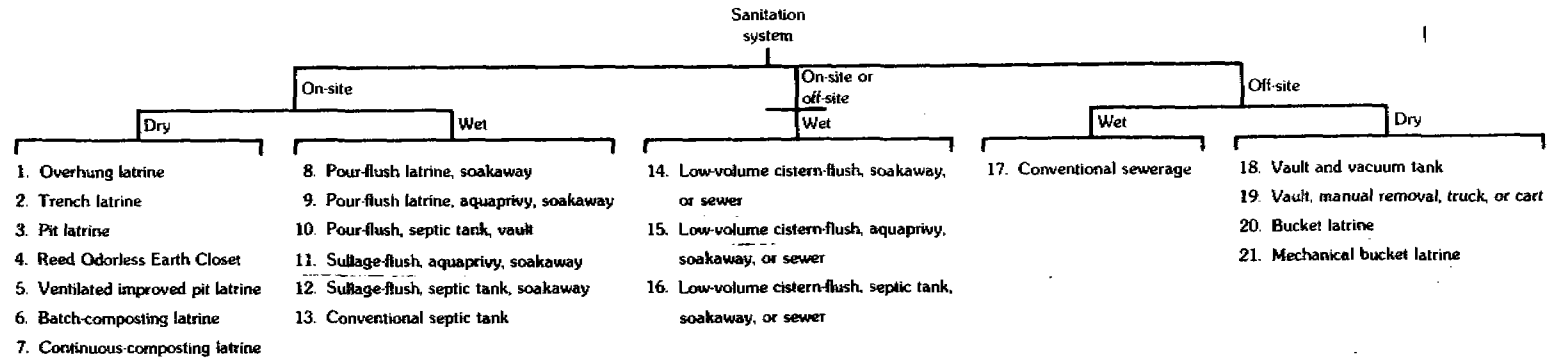 Sanitation
system
On-site
On-site or
off-site
Off-site
Dry
Wet
Wet
Wet
Dry
1. Overhung latrine
2. Trench latrine
3. Pit latrine
4. Reed Odorless Earth Closet
5. Ventilated improved pit latrine
6. Batch-composting latrine
7. Continuous-composting latrine
8. Pour-flush latrine, soakaway
9. Pour-flush latrine, aquaprivy, soakaway
10. Pour-flush, septic tank, vault
11. Sullage-flush, aquaprivy, soakaway
12. Sullage-flush, septic tank, soakaway
13. Conventional septic tank
14. Low-volume cistern-flush, soakaway,
or sewer
15. Low-volume cistern-flush, aquaprivy,
soakaway, or sewer
16. Low-volume cistern-flush, septic tank,
soakaway, or sewer
17. Conventional sewerage
18. Vault and vacuum tank
19. Vault, manual removal, truck, or cart
20. Bucket latrine
21. Mechanical bucket latrine